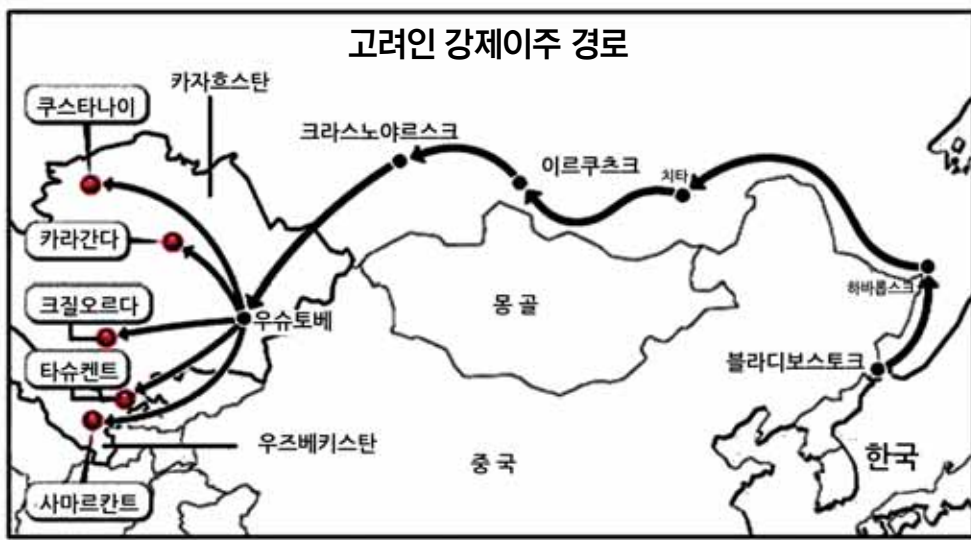 고려인 강제이주 경로
카자흐스탄
쿠스타나이
크라스노야르스크
이르쿠츠크
치타
카라간다
하바롭스크
몽골
크질오르다
우슈토베
타슈켄트
블라디보스토크
우즈베키스탄
중국
한국
사마르칸트